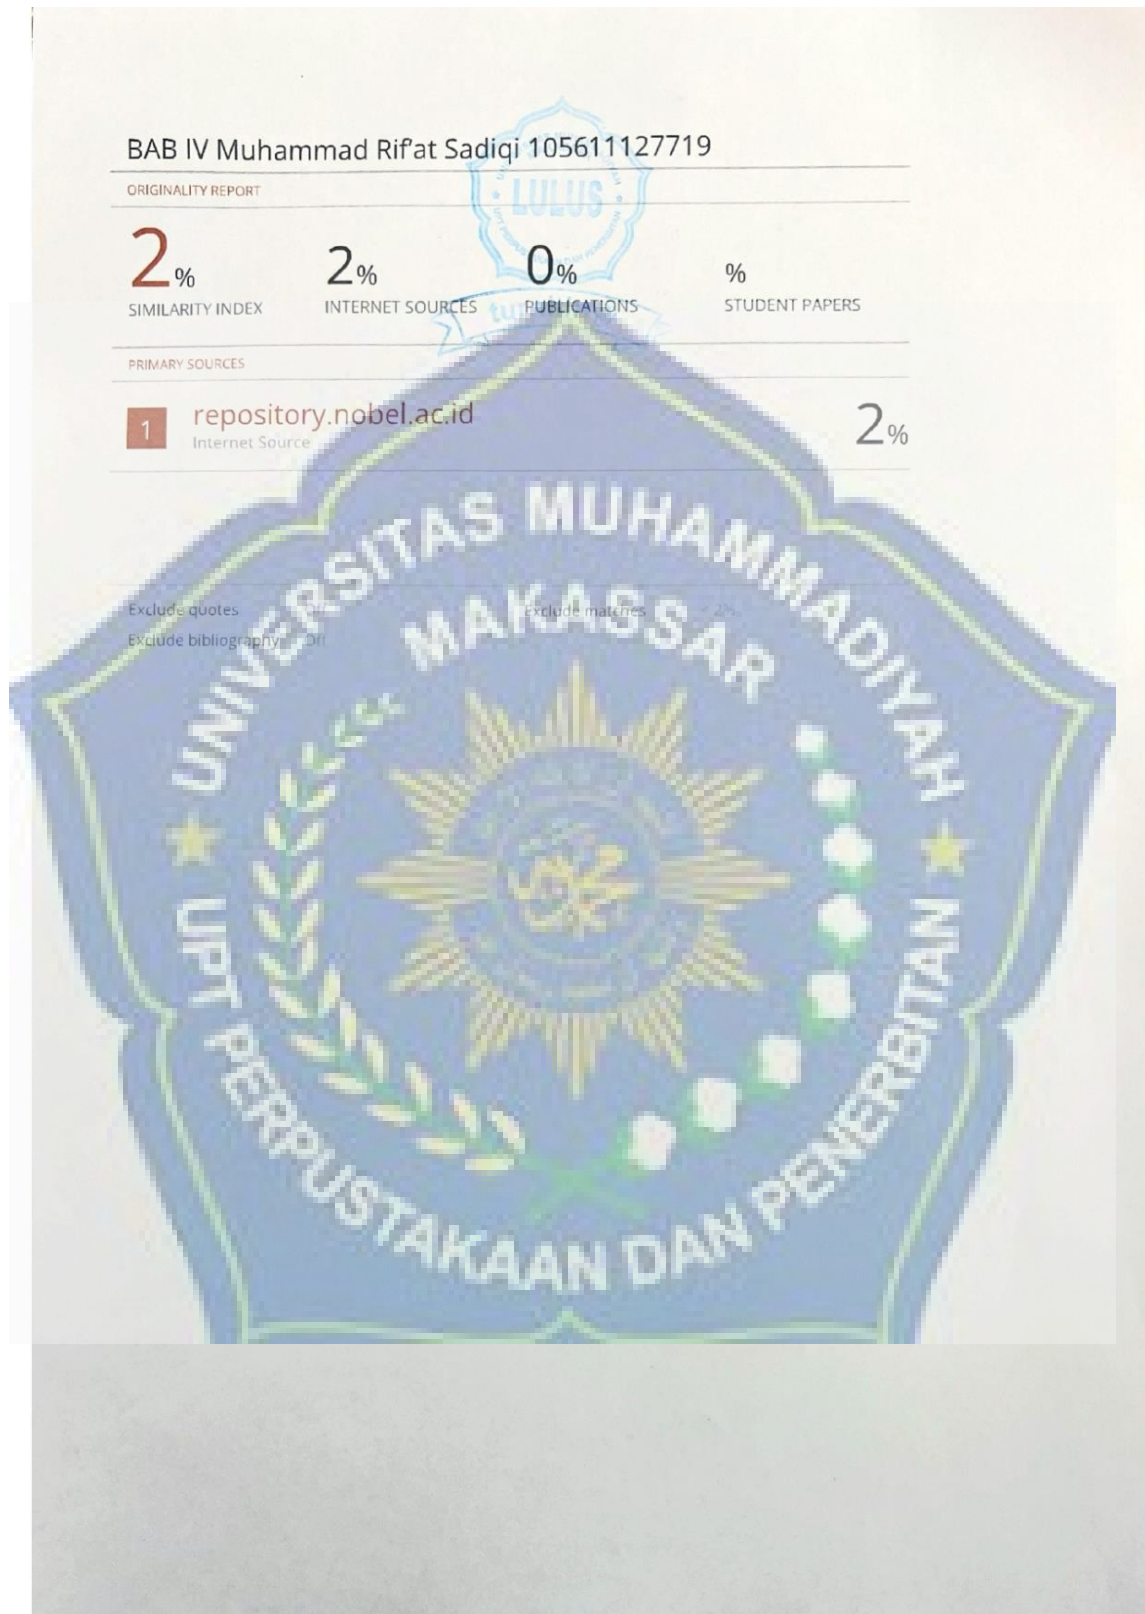 BAB IV Muhammad Rif'at Sadiqi 105611127719
ORIGINALITY REPORT
2% 2% 0% %
SIMILARITY INDEX INTERNET SOURCES PUBLICATIONS STUDENT PAPERS
LULUS
PRIMARY SOURCES
1 repository.nobel.ac.id 2%
Internet Source
Exclude quotes Off Exclude matches
Exclude bibliography Off
UNIVERSITAS MUHAMMADIYAH
MAKASSAR
UPT PERPUSTAKAAN DAN PENERBITAN